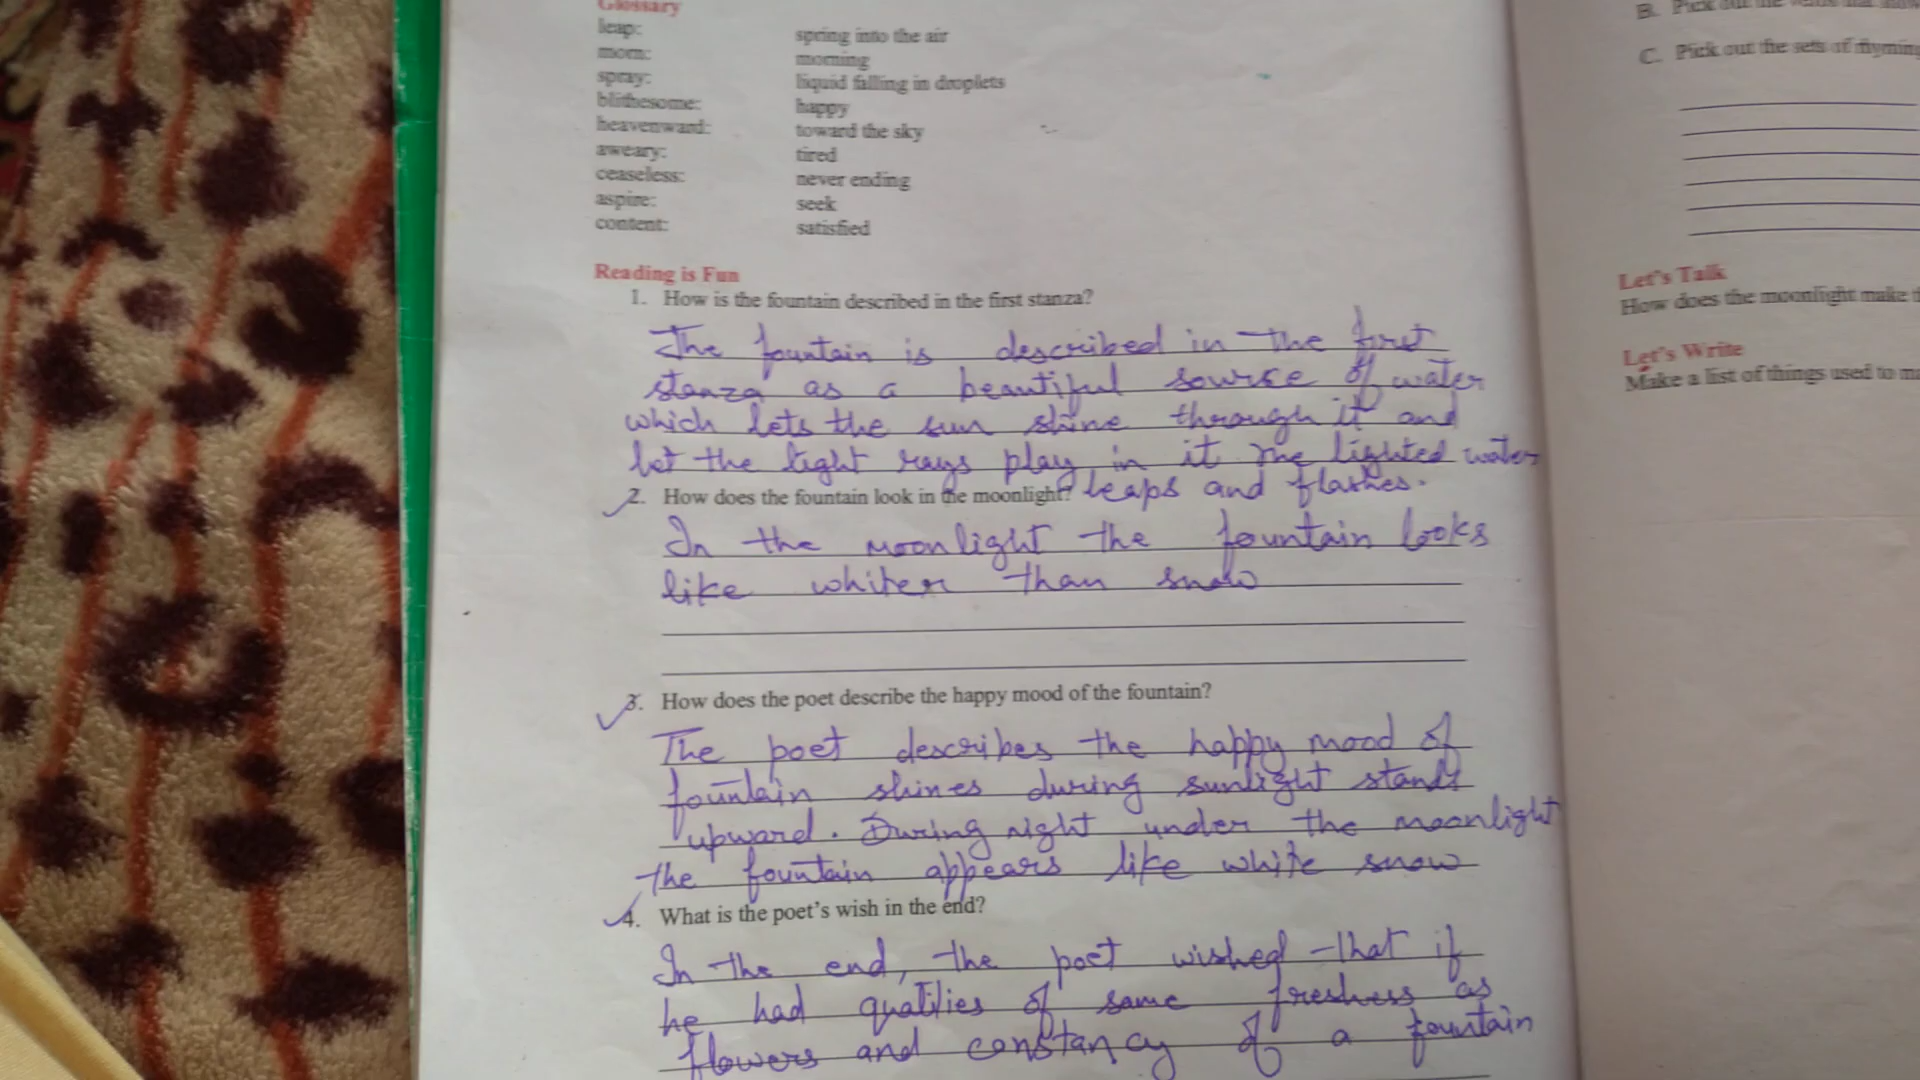 Glossary
leap: spring into the air
morn: morning
spray: liquid falling in droplets
blithesome: happy
heavenward: toward the sky
aweary: tired
ceaseless: never ending
aspire: seek
content: satisfied
Reading is Fun
1. How is the fountain described in the first stanza?
The fountain is described in the first
stanza as a beautiful sourse of water
which lets the sun shine through it and
let the light rays play in it The lighted water
leaps and flashes.
2. How does the fountain look in the moonlight?
In the moonlight the fountain looks
like whiter than snow
3. How does the poet describe the happy mood of the fountain?
The poet describes the happy mood of
fountain shines during sunlight stands
upward. During night under the moonlight
the fountain appears like white snow
4. What is the poet's wish in the end?
In the end, the poet wished that if
he had qualities of same freshess as
flowers and constancy of a fountain
B. Pick out the
C. Pick out the sets of rhyming
Let's Talk
How does the moonlight make
Let's Write
Make a list of things used to